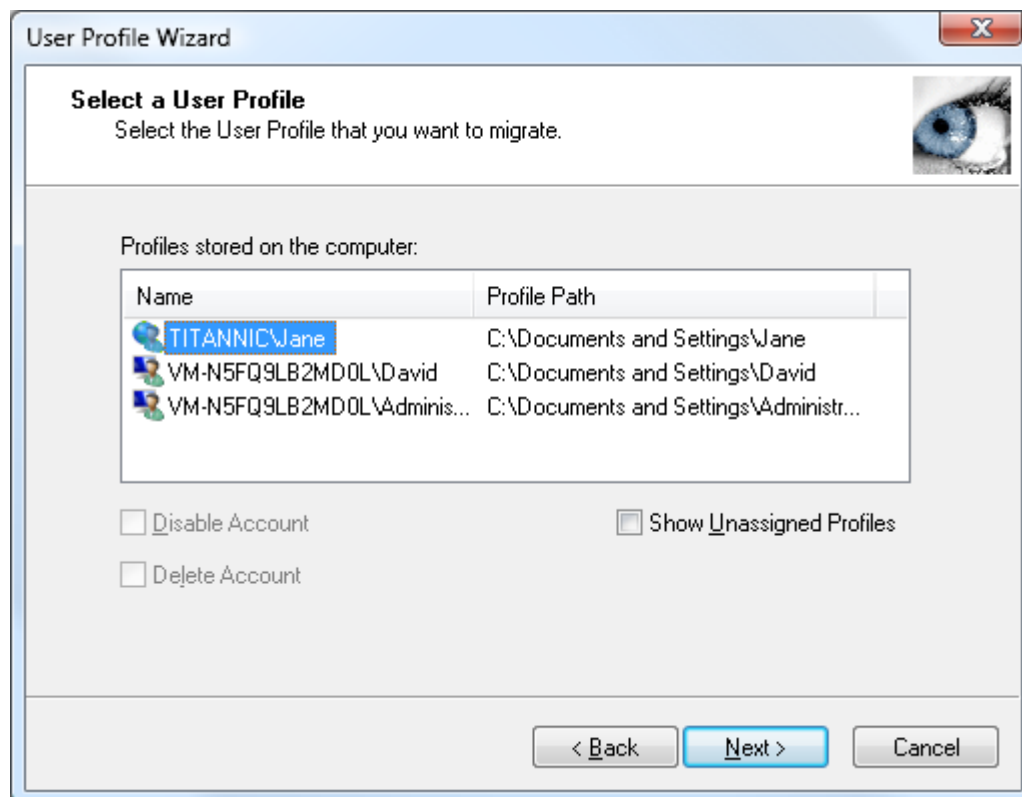 User Profile Wizard
Select a User Profile
Select the User Profile that you want to migrate.
Profiles stored on the computer:
Name Profile Path
TITANNIC\Jane C:\Documents and Settings\Jane
VM-N5FQ9LB2MD0L\David C:\Documents and Settings\David
VM-N5FQ9LB2MD0L\Adminis... C:\Documents and Settings\Administr...
Disable Account Show Unassigned Profiles
Delete Account
< Back Next > Cancel